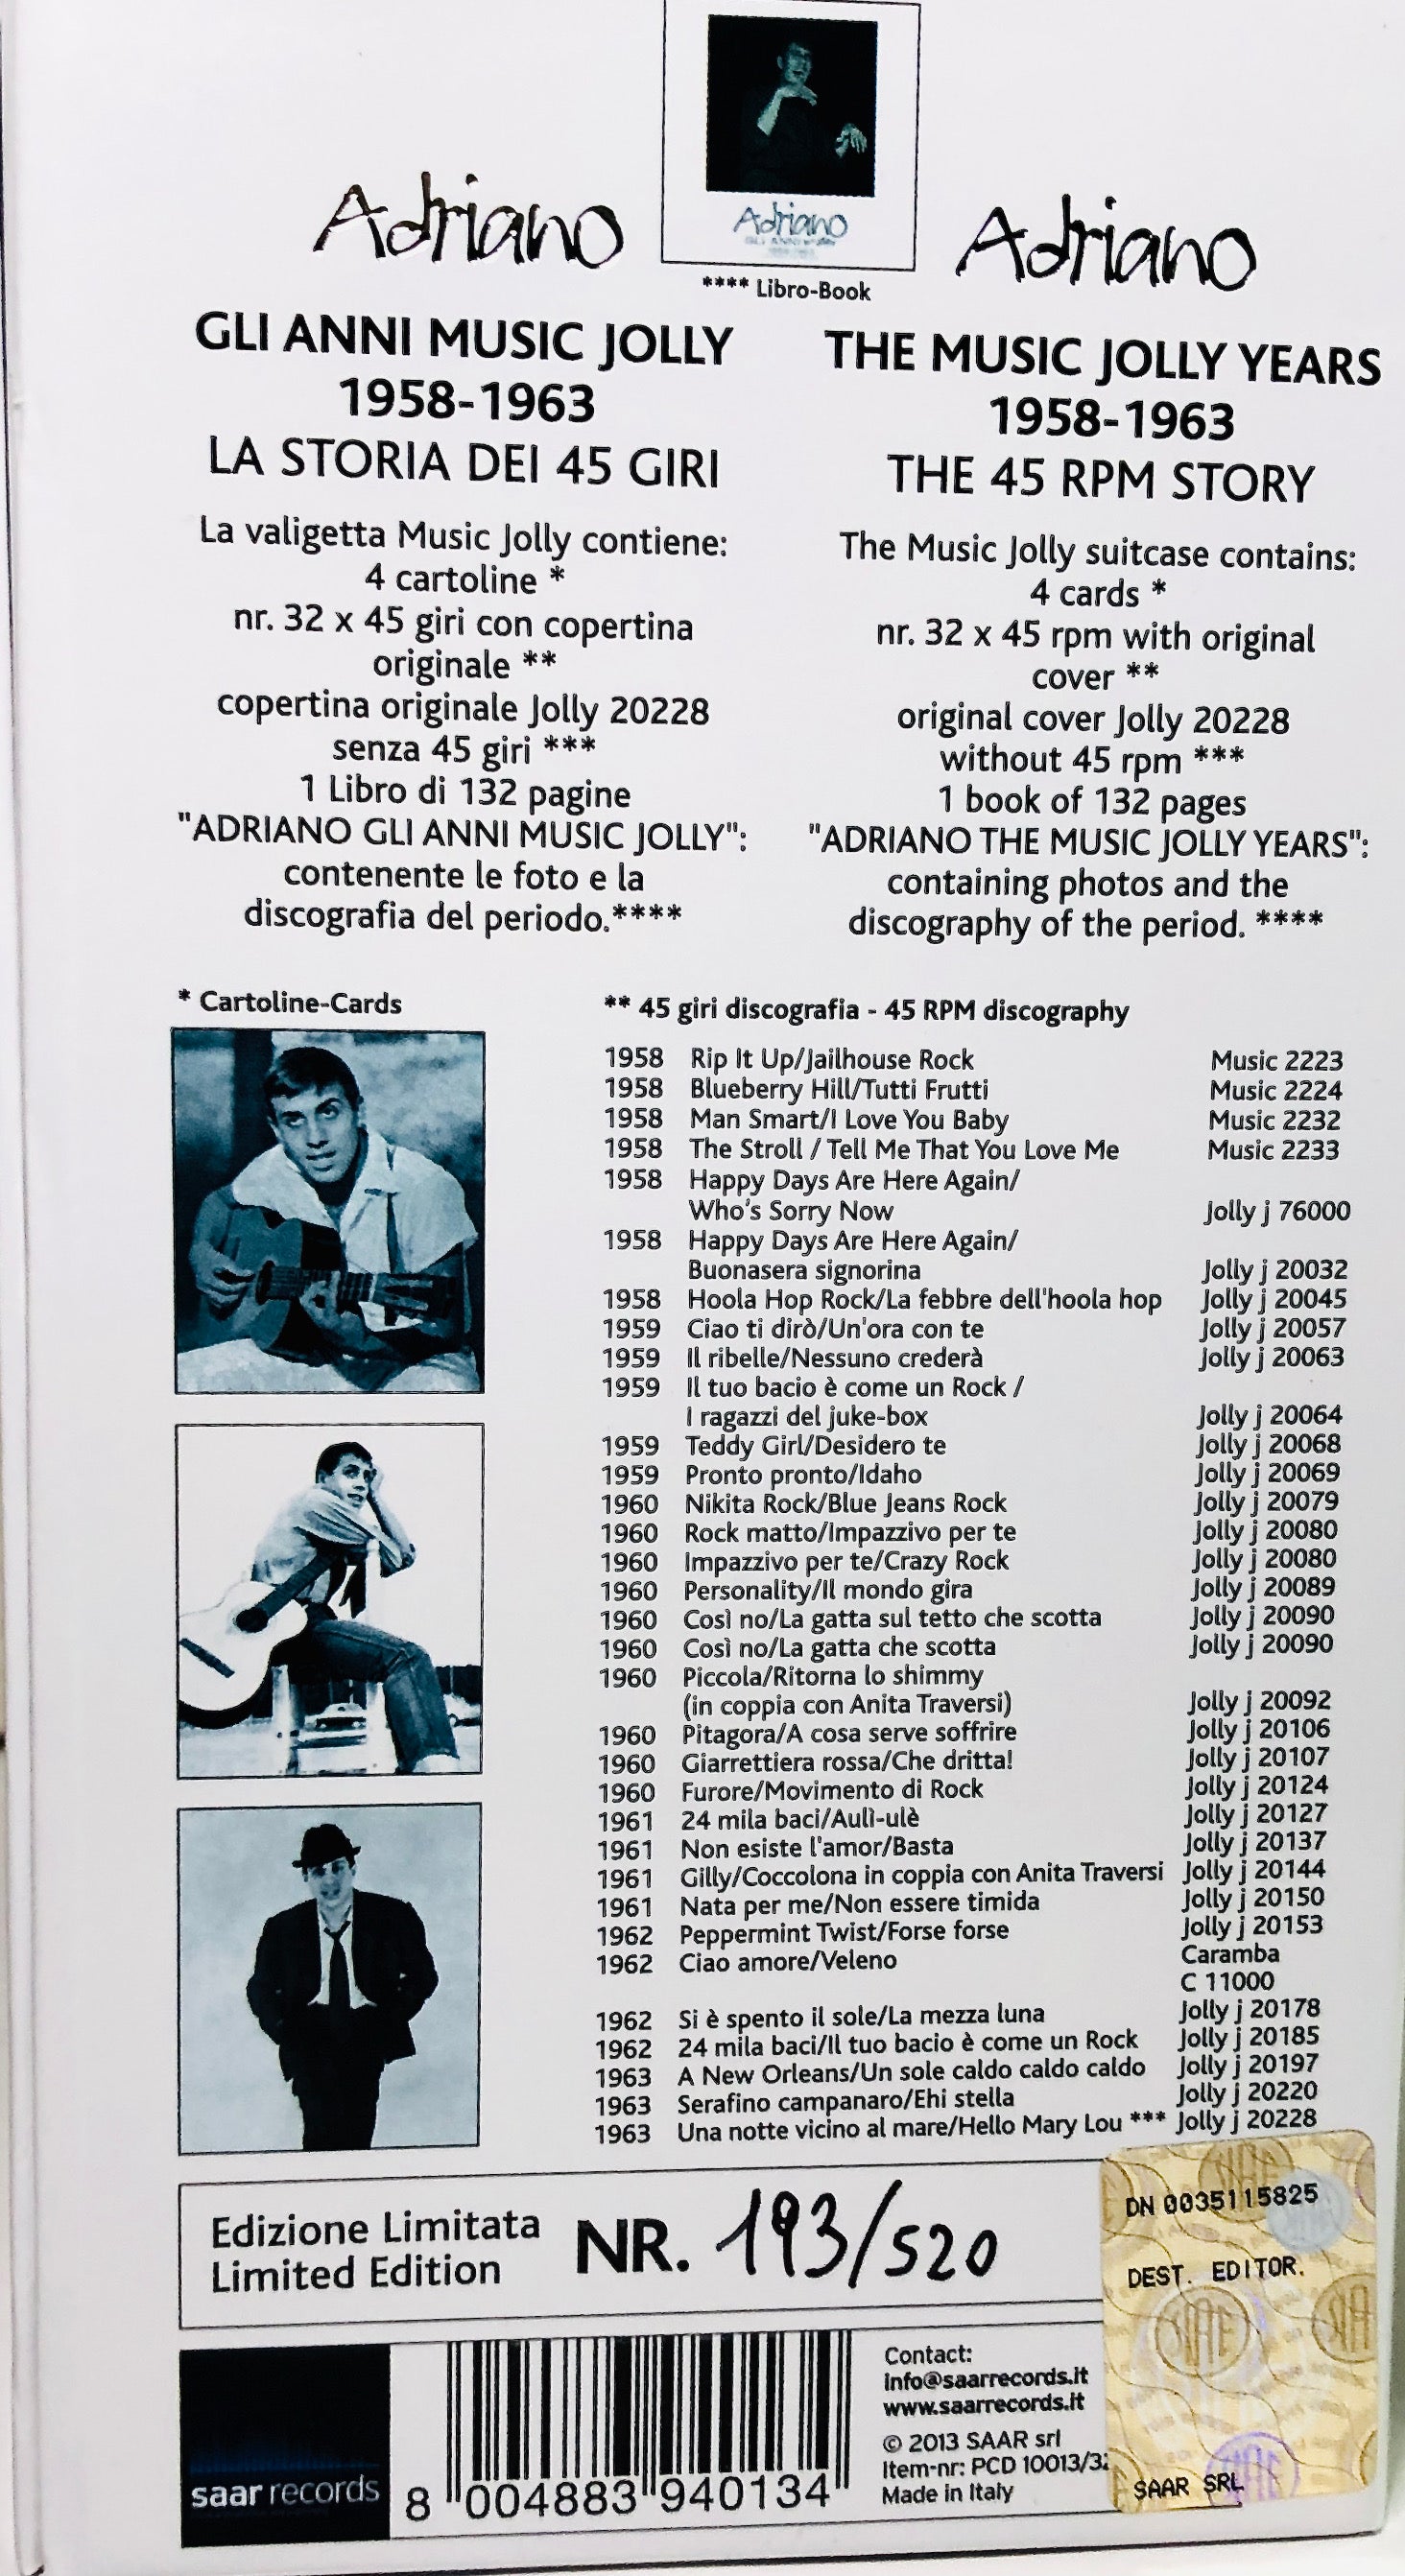 Adriano
**** Libro-Book
Adriano
GLI ANNI MUSIC JOLLY
1958-1963
LA STORIA DEI 45 GIRI
La valigetta Music Jolly contiene:
4 cartoline *
nr. 32 x 45 giri con copertina
originale **
copertina originale Jolly 20228
senza 45 giri ***
1 Libro di 132 pagine
"ADRIANO GLI ANNI MUSIC JOLLY":
contenente le foto e la
discografia del periodo.****
Adriano
THE MUSIC JOLLY YEARS
1958-1963
THE 45 RPM STORY
The Music Jolly suitcase contains:
4 cards *
nr. 32 x 45 rpm with original
cover **
original cover Jolly 20228
without 45 rpm ***
1 book of 132 pages
"ADRIANO THE MUSIC JOLLY YEARS":
containing photos and the
discography of the period. ****
* Cartoline-Cards
** 45 giri discografia - 45 RPM discography
1958 Rip It Up/Jailhouse Rock Music 2223
1958 Blueberry Hill/Tutti Frutti Music 2224
1958 Man Smart/I Love You Baby Music 2232
1958 The Stroll / Tell Me That You Love Me Music 2233
1958 Happy Days Are Here Again/
Who's Sorry Now Jolly j 76000
1958 Happy Days Are Here Again/
Buonasera signorina Jolly j 20032
1958 Hoola Hop Rock/La febbre dell'hoola hop Jolly j 20045
1959 Ciao ti dirò/Un'ora con te Jolly j 20057
1959 Il ribelle/Nessuno crederà Jolly j 20063
1959 Il tuo bacio è come un Rock /
I ragazzi del juke-box Jolly j 20064
1959 Teddy Girl/Desidero te Jolly j 20068
1959 Pronto pronto/Idaho Jolly j 20069
1960 Nikita Rock/Blue Jeans Rock Jolly j 20079
1960 Rock matto/Impazzivo per te Jolly j 20080
1960 Impazzivo per te/Crazy Rock Jolly j 20080
1960 Personality/Il mondo gira Jolly j 20089
1960 Così no/La gatta sul tetto che scotta Jolly j 20090
1960 Così no/La gatta che scotta Jolly j 20090
1960 Piccola/Ritorna lo shimmy
(in coppia con Anita Traversi) Jolly j 20092
1960 Pitagora/A cosa serve soffrire Jolly j 20106
1960 Giarrettiera rossa/Che dritta! Jolly j 20107
1960 Furore/Movimento di Rock Jolly j 20124
1961 24 mila baci/Aulì-ulè Jolly j 20127
1961 Non esiste l'amor/Basta Jolly j 20137
1961 Gilly/Coccolona in coppia con Anita Traversi Jolly j 20144
1961 Nata per me/Non essere timida Jolly j 20150
1962 Peppermint Twist/Forse forse Jolly j 20153
1962 Ciao amore/Veleno Caramba
C 11000
1962 Si è spento il sole/La mezza luna Jolly j 20178
1962 24 mila baci/Il tuo bacio è come un Rock Jolly j 20185
1963 A New Orleans/Un sole caldo caldo caldo Jolly j 20197
1963 Serafino campanaro/Ehi stella Jolly j 20220
1963 Una notte vicino al mare/Hello Mary Lou *** Jolly j 20228
Edizione Limitata
Limited Edition
NR. 193/520
DN 0035115825
DEST. EDITOR.
SAAR SRL
saar records
8 004883 940134
Contact:
info@saarrecords.it
www.saarrecords.it
© 2013 SAAR srl
Item-nr: PCD 10013/32
Made in Italy